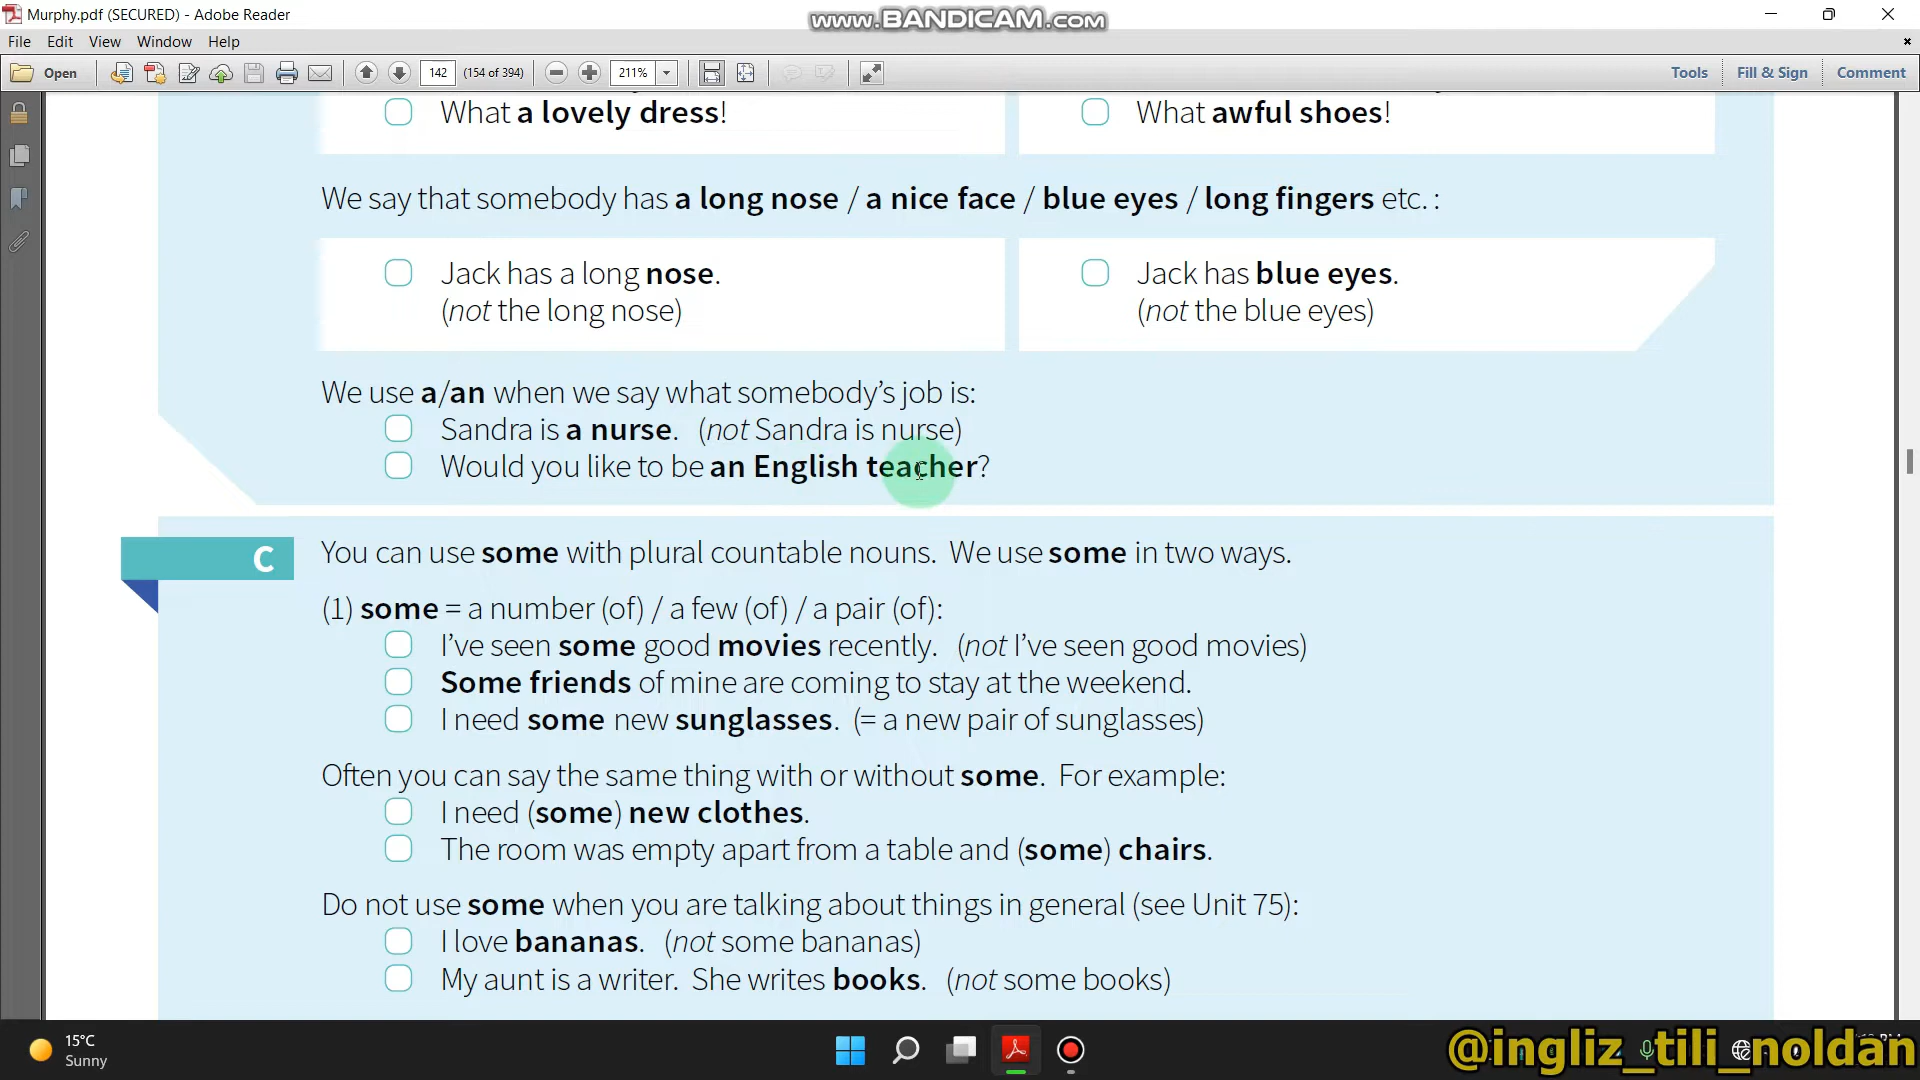 Murphy.pdf (SECURED) - Adobe Reader
www.BANDICAM.com
File Edit View Window Help
Open 142 (154 of 394) 211% Tools Fill & Sign Comment
What a lovely dress! What awful shoes!
We say that somebody has a long nose / a nice face / blue eyes / long fingers etc. :
Jack has a long nose. Jack has blue eyes.
(not the long nose) (not the blue eyes)
We use a/an when we say what somebody's job is:
Sandra is a nurse. (not Sandra is nurse)
Would you like to be an English teacher?
C You can use some with plural countable nouns. We use some in two ways.
(1) some = a number (of) / a few (of) / a pair (of):
I've seen some good movies recently. (not I've seen good movies)
Some friends of mine are coming to stay at the weekend.
I need some new sunglasses. (= a new pair of sunglasses)
Often you can say the same thing with or without some. For example:
I need (some) new clothes.
The room was empty apart from a table and (some) chairs.
Do not use some when you are talking about things in general (see Unit 75):
I love bananas. (not some bananas)
My aunt is a writer. She writes books. (not some books)
15°C
Sunny
@ingliz_tili_noldan